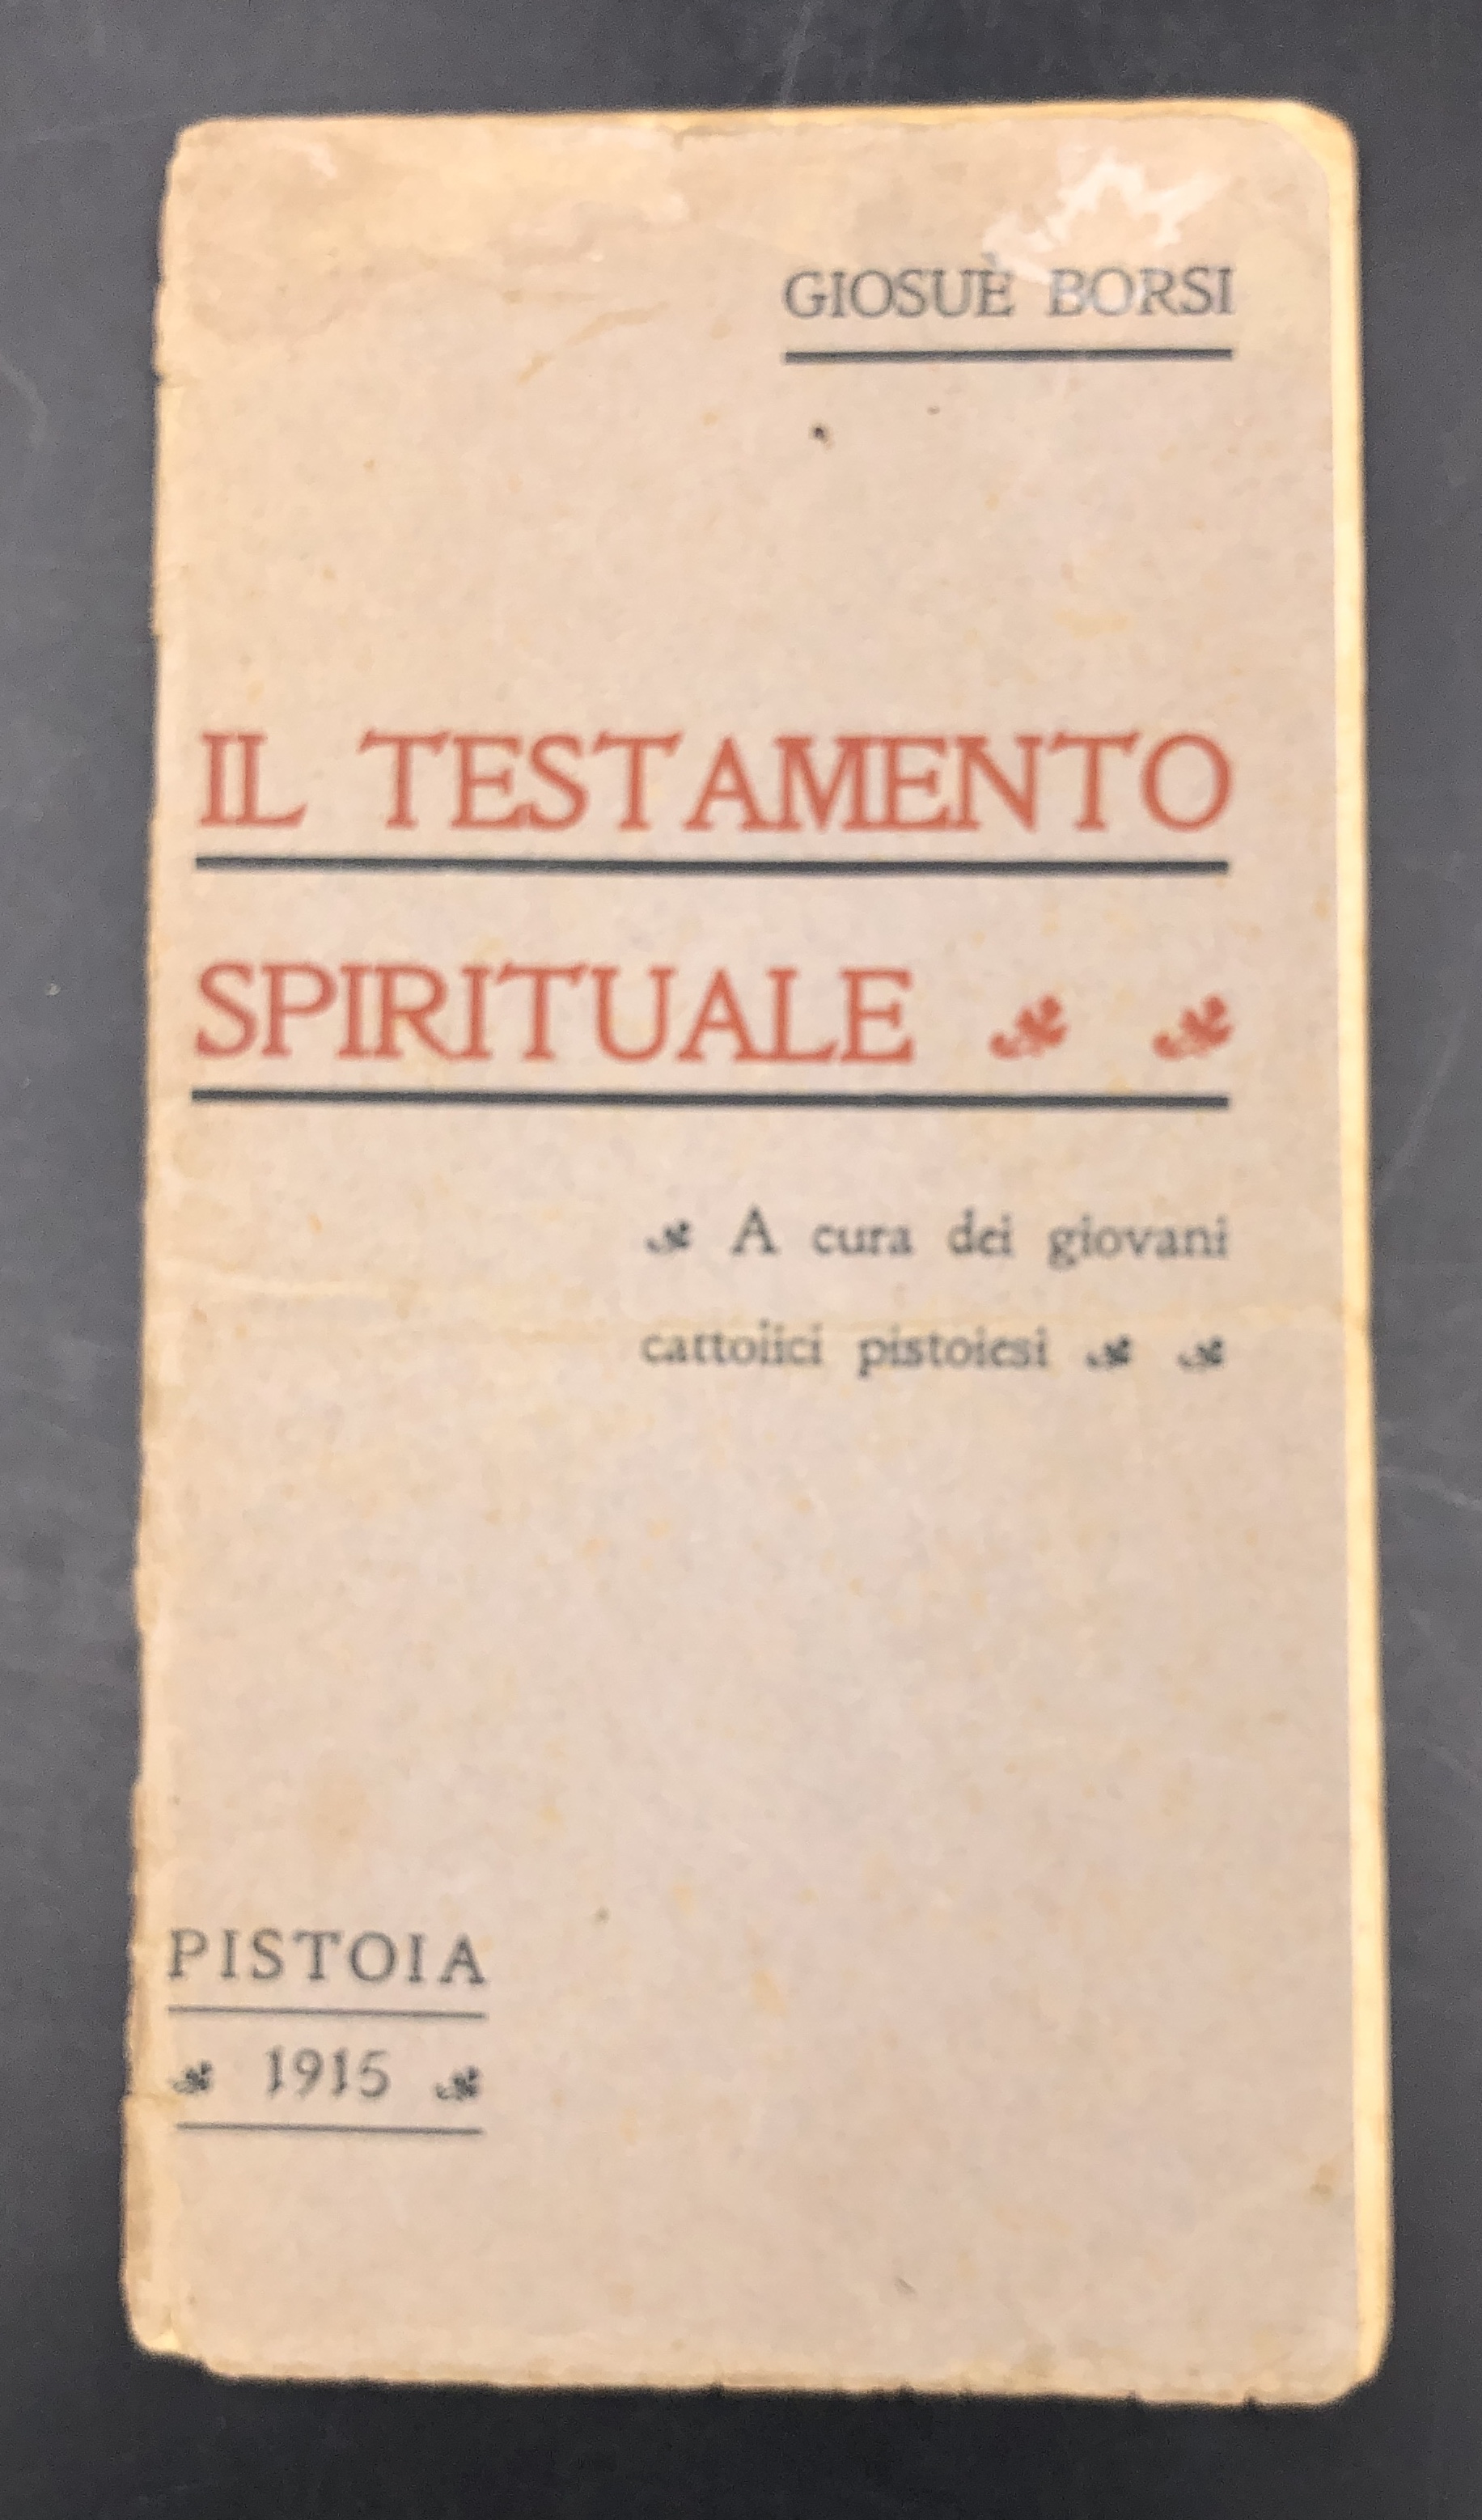 GIOSUÈ BORSI
IL TESTAMENTO
SPIRITUALE
A cura dei giovani
cattolici pistoiesi
PISTOIA
1915